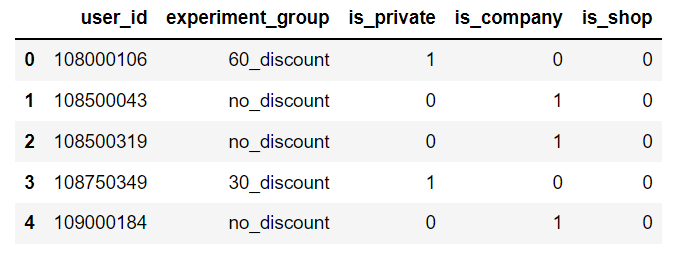 user_id experiment_group is_private is_company is_shop
0 108000106 60_discount 1 0 0
1 108500043 no_discount 0 1 0
2 108500319 no_discount 0 1 0
3 108750349 30_discount 1 0 0
4 109000184 no_discount 0 1 0